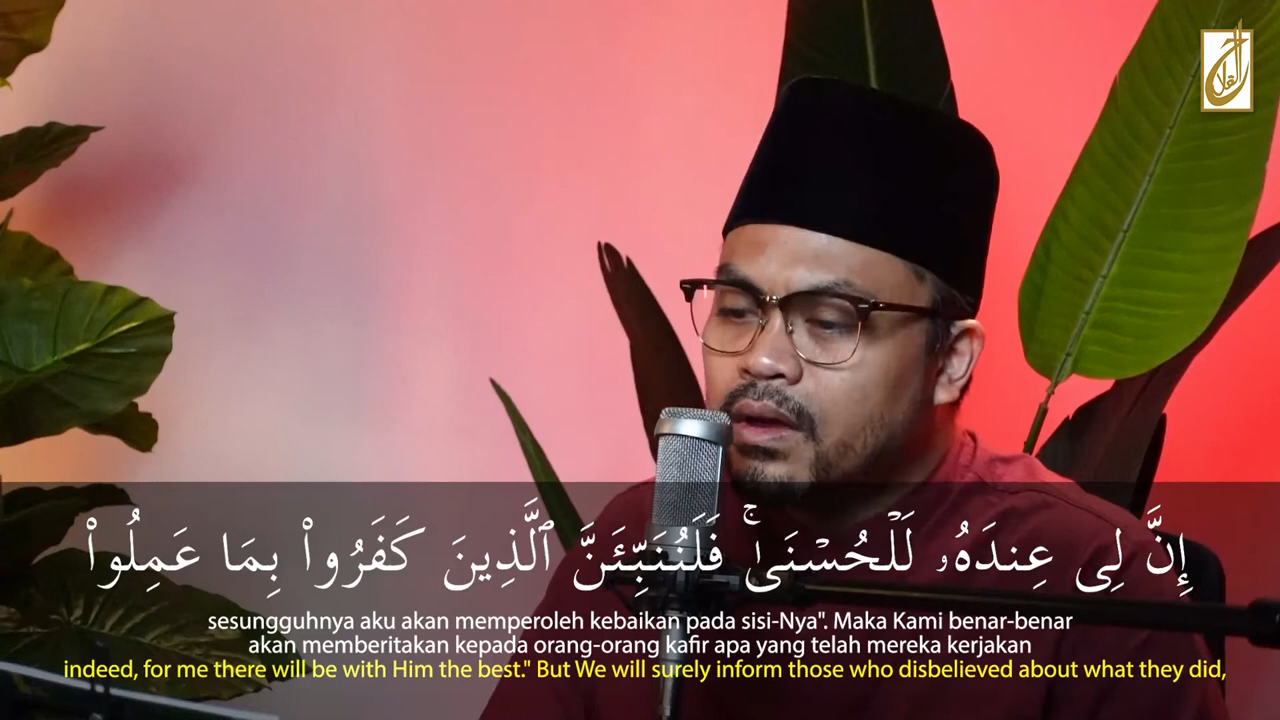 إِنَّ لِى عِندَهُۥ لَلْحُسْنَىٰ ۚ فَلَنُنَبِّئَنَّ ٱلَّذِينَ كَفَرُوا۟ بِمَا عَمِلُوا۟
sesungguhnya aku akan memperoleh kebaikan pada sisi-Nya". Maka Kami benar-benar
akan memberitakan kepada orang-orang kafir apa yang telah mereka kerjakan
indeed, for me there will be with Him the best." But We will surely inform those who disbelieved about what they did,